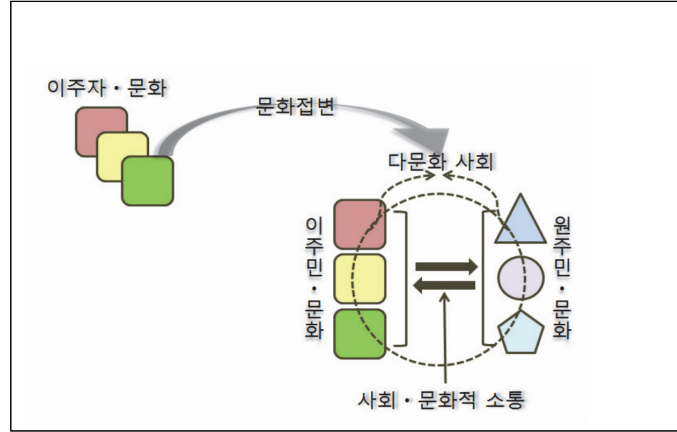 이주자・문화
문화접변
다문화 사회
이주민・문화
원주민・문화
사회・문화적 소통